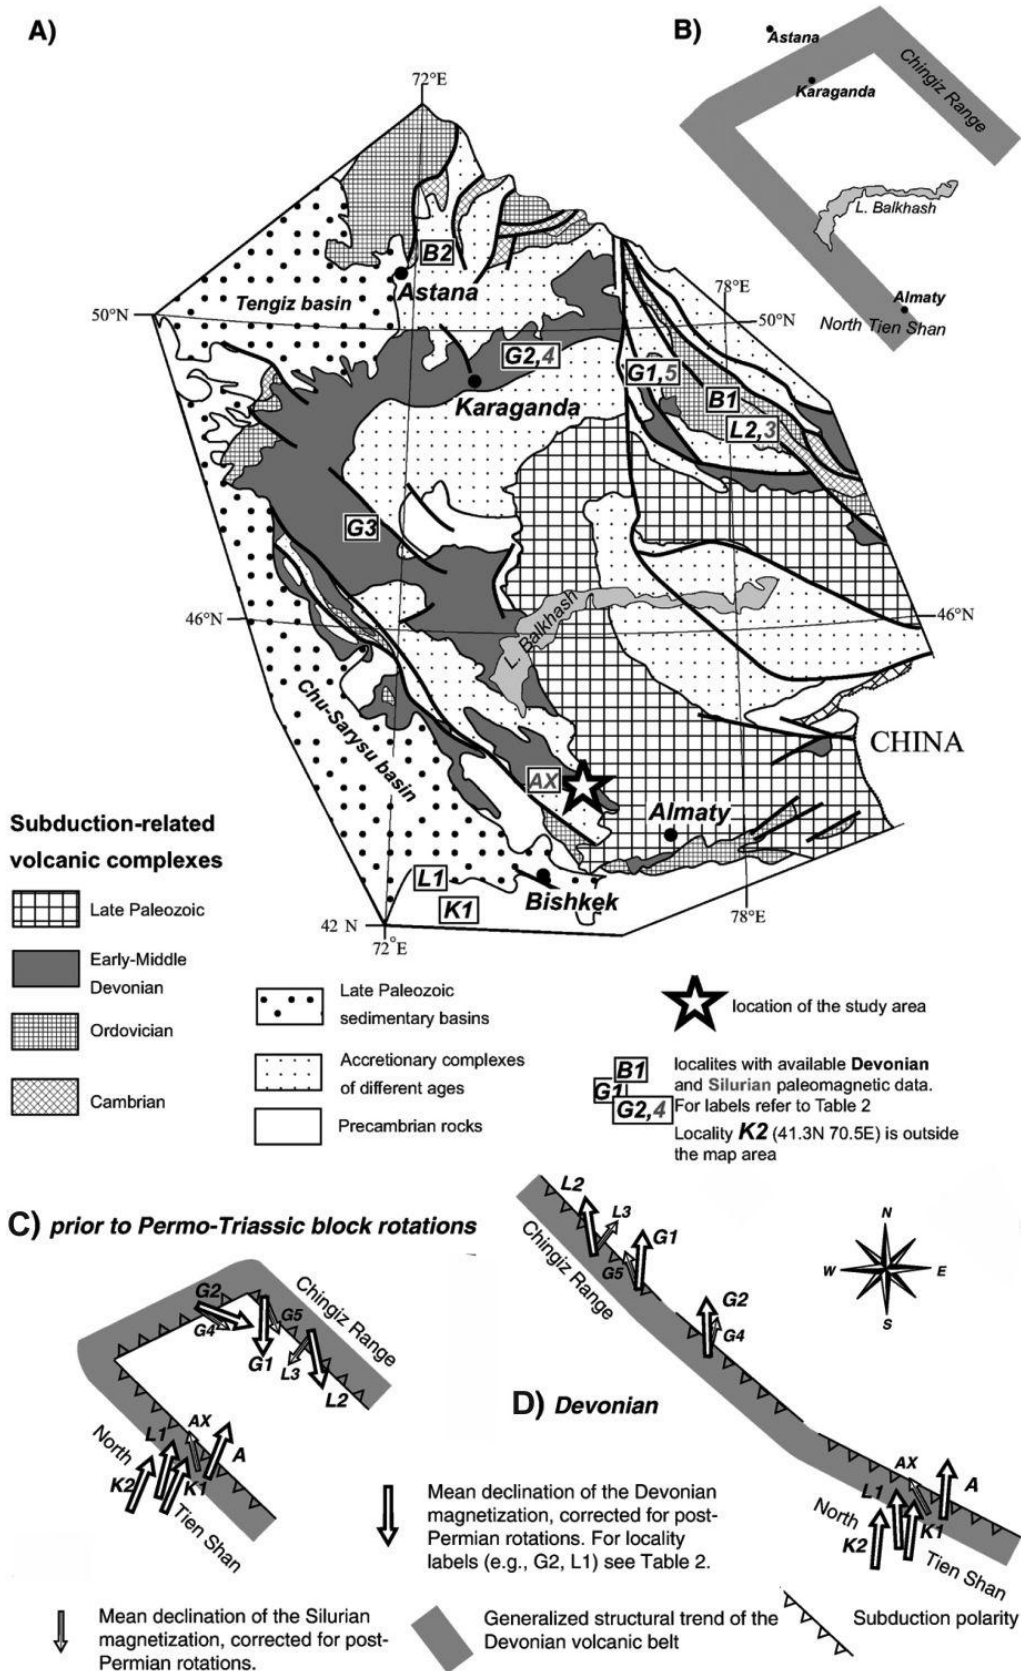 A)
72°E
B)
Astana
Karaganda
Chingiz Range
L. Balkhash
Almaty
North Tien Shan
B2
Astana
Tengiz basin
50°N
78°E
50°N
G2,4
G1,5
B1
L2,3
Karaganda
G3
46°N
46°N
L. Balkhash
Chu-Sarysu basin
CHINA
AX
Almaty
L1
K1
Bishkek
42 N
72°E
78°E
Subduction-related
volcanic complexes
Late Paleozoic
Early-Middle
Devonian
Ordovician
Cambrian
Late Paleozoic
sedimentary basins
Accretionary complexes
of different ages
Precambrian rocks
location of the study area
B1
G1
G2,4
localites with available Devonian
and Silurian paleomagnetic data.
For labels refer to Table 2
Locality K2 (41.3N 70.5E) is outside
the map area
C) prior to Permo-Triassic block rotations
G2
G4
G5
G1
L3
L2
Chingiz Range
AX
L1
A
K2
K1
North
Tien Shan
L2
L3
G1
G5
Chingiz Range
G2
G4
N
W
E
S
D) Devonian
AX
A
L1
North
K1
K2
Tien Shan
Mean declination of the Devonian
magnetization, corrected for post-
Permian rotations. For locality
labels (e.g., G2, L1) see Table 2.
Mean declination of the Silurian
magnetization, corrected for post-
Permian rotations.
Generalized structural trend of the
Devonian volcanic belt
Subduction polarity